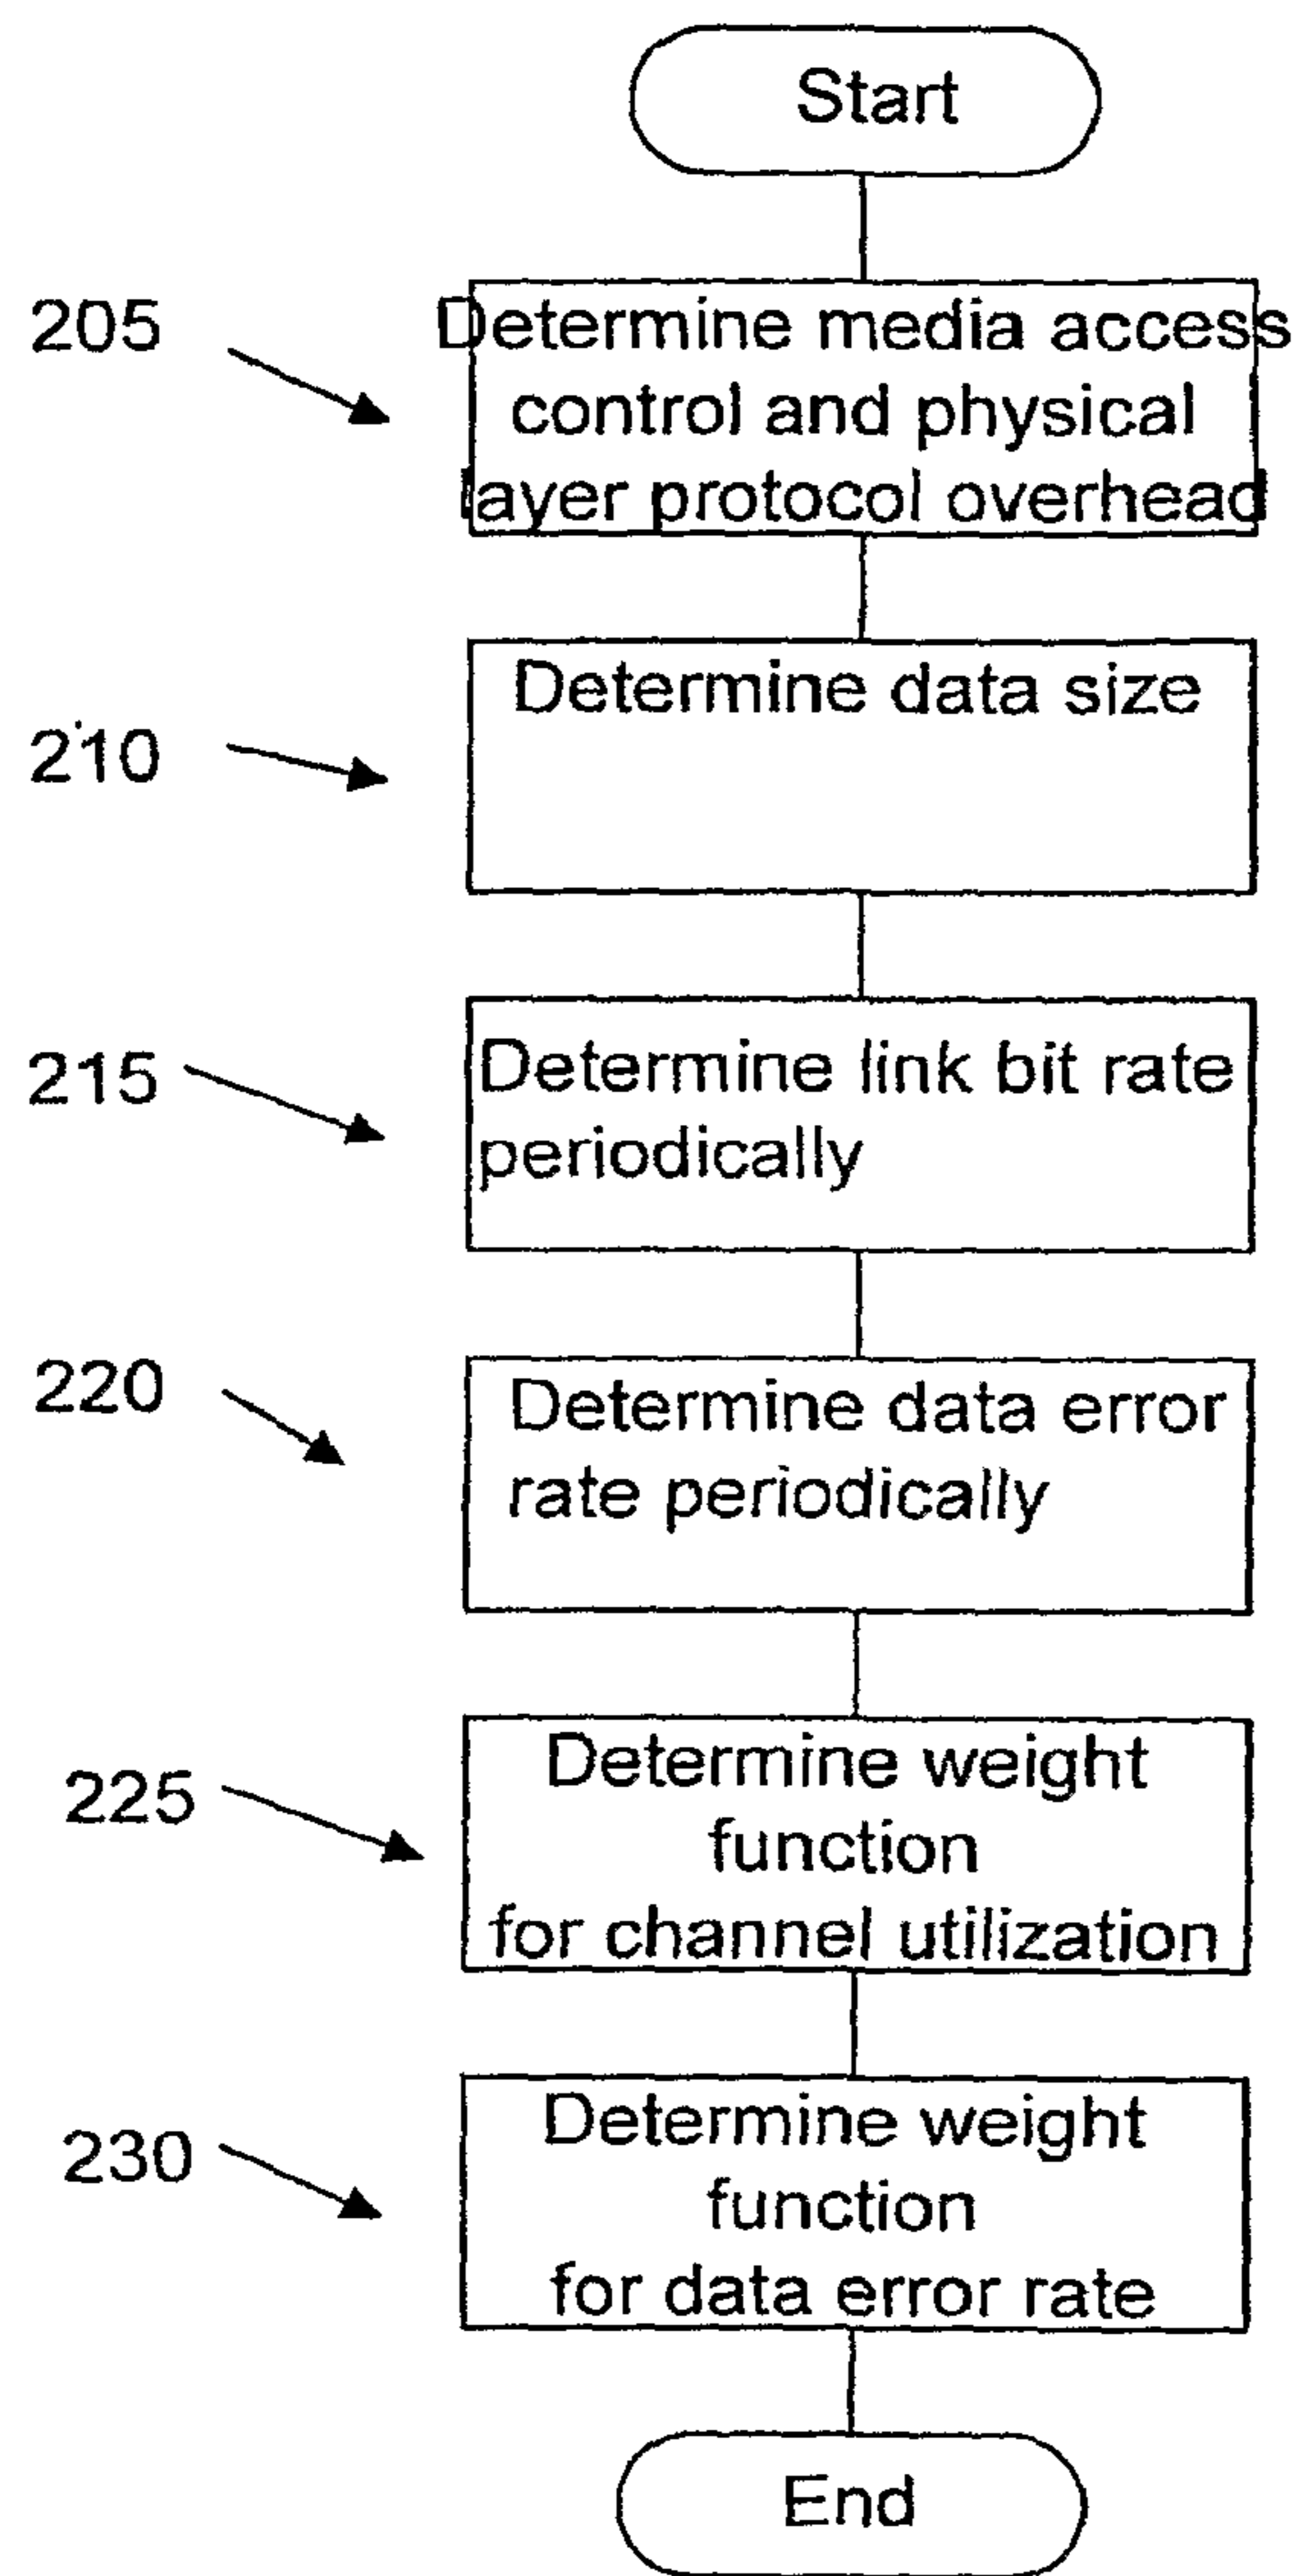 Start
205
Determine media access
control and physical
layer protocol overhead
210
Determine data size
215
Determine link bit rate
periodically
220
Determine data error
rate periodically
225
Determine weight
function
for channel utilization
230
Determine weight
function
for data error rate
End